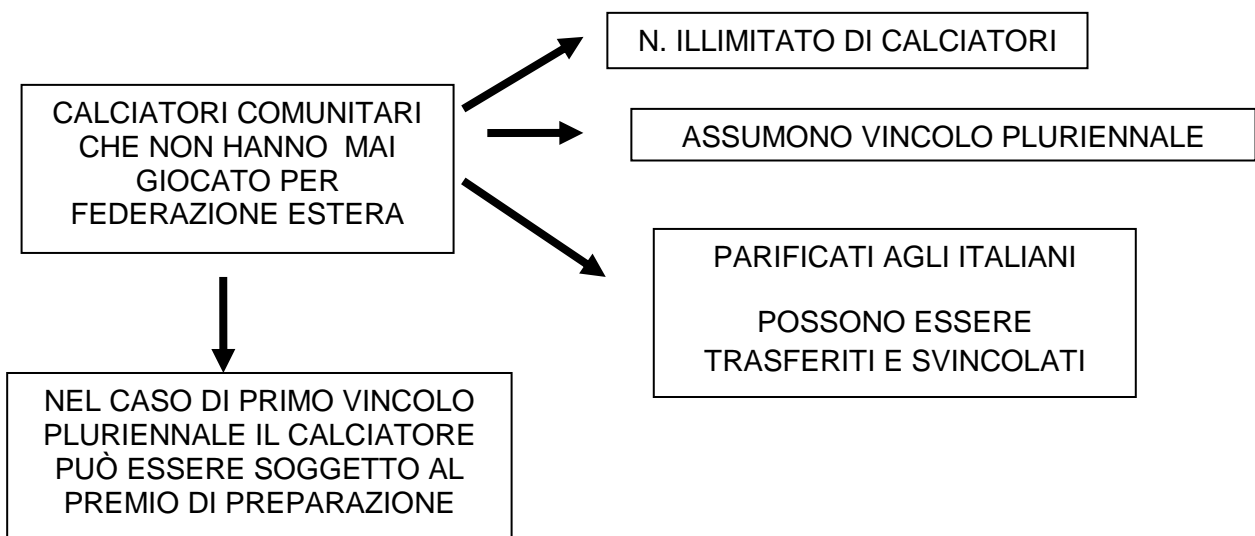 N. ILLIMITATO DI CALCIATORI
CALCIATORI COMUNITARI
CHE NON HANNO MAI
GIOCATO PER
FEDERAZIONE ESTERA
ASSUMONO VINCOLO PLURIENNALE
PARIFICATI AGLI ITALIANI
POSSONO ESSERE
TRASFERITI E SVINCOLATI
NEL CASO DI PRIMO VINCOLO
PLURIENNALE IL CALCIATORE
PUÒ ESSERE SOGGETTO AL
PREMIO DI PREPARAZIONE